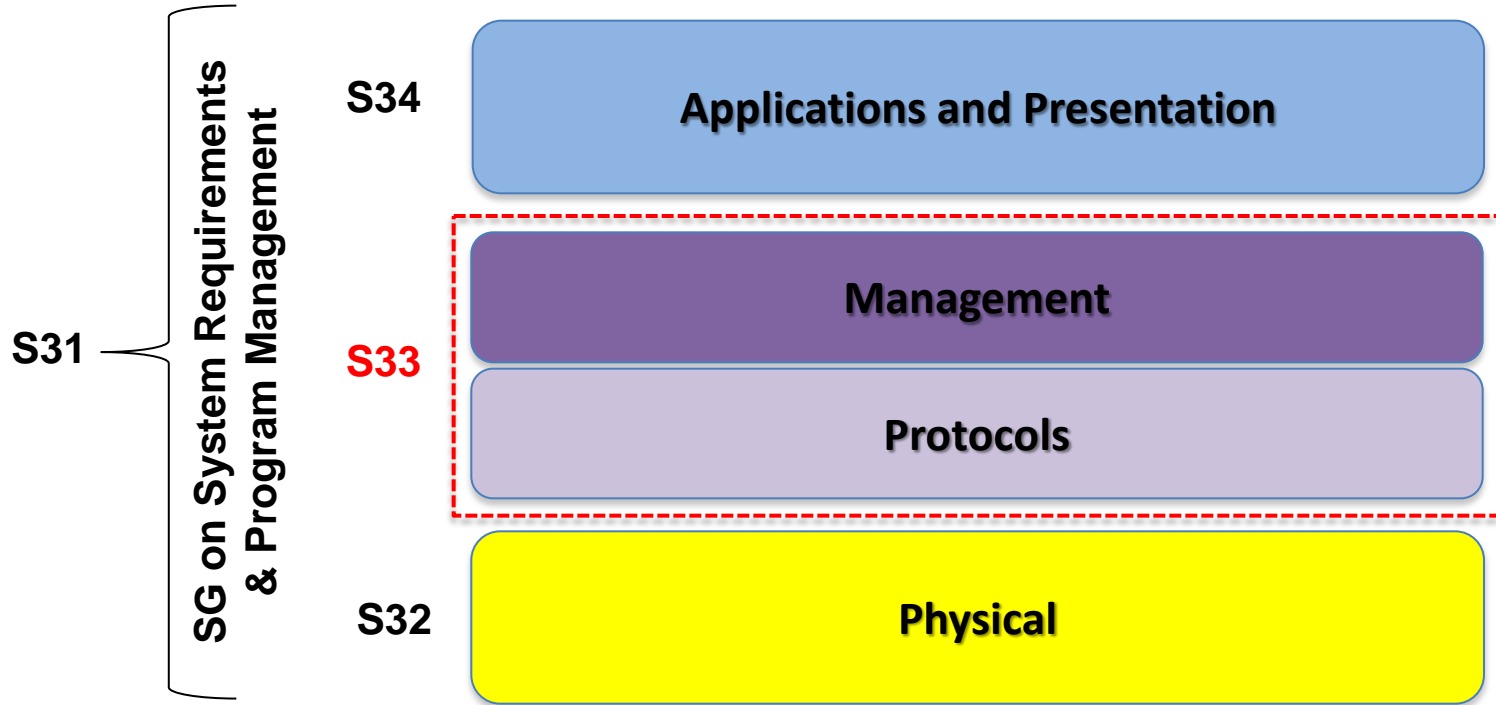 S31
SG on System Requirements
& Program Management
S34
Applications and Presentation
S33
Management
Protocols
S32
Physical